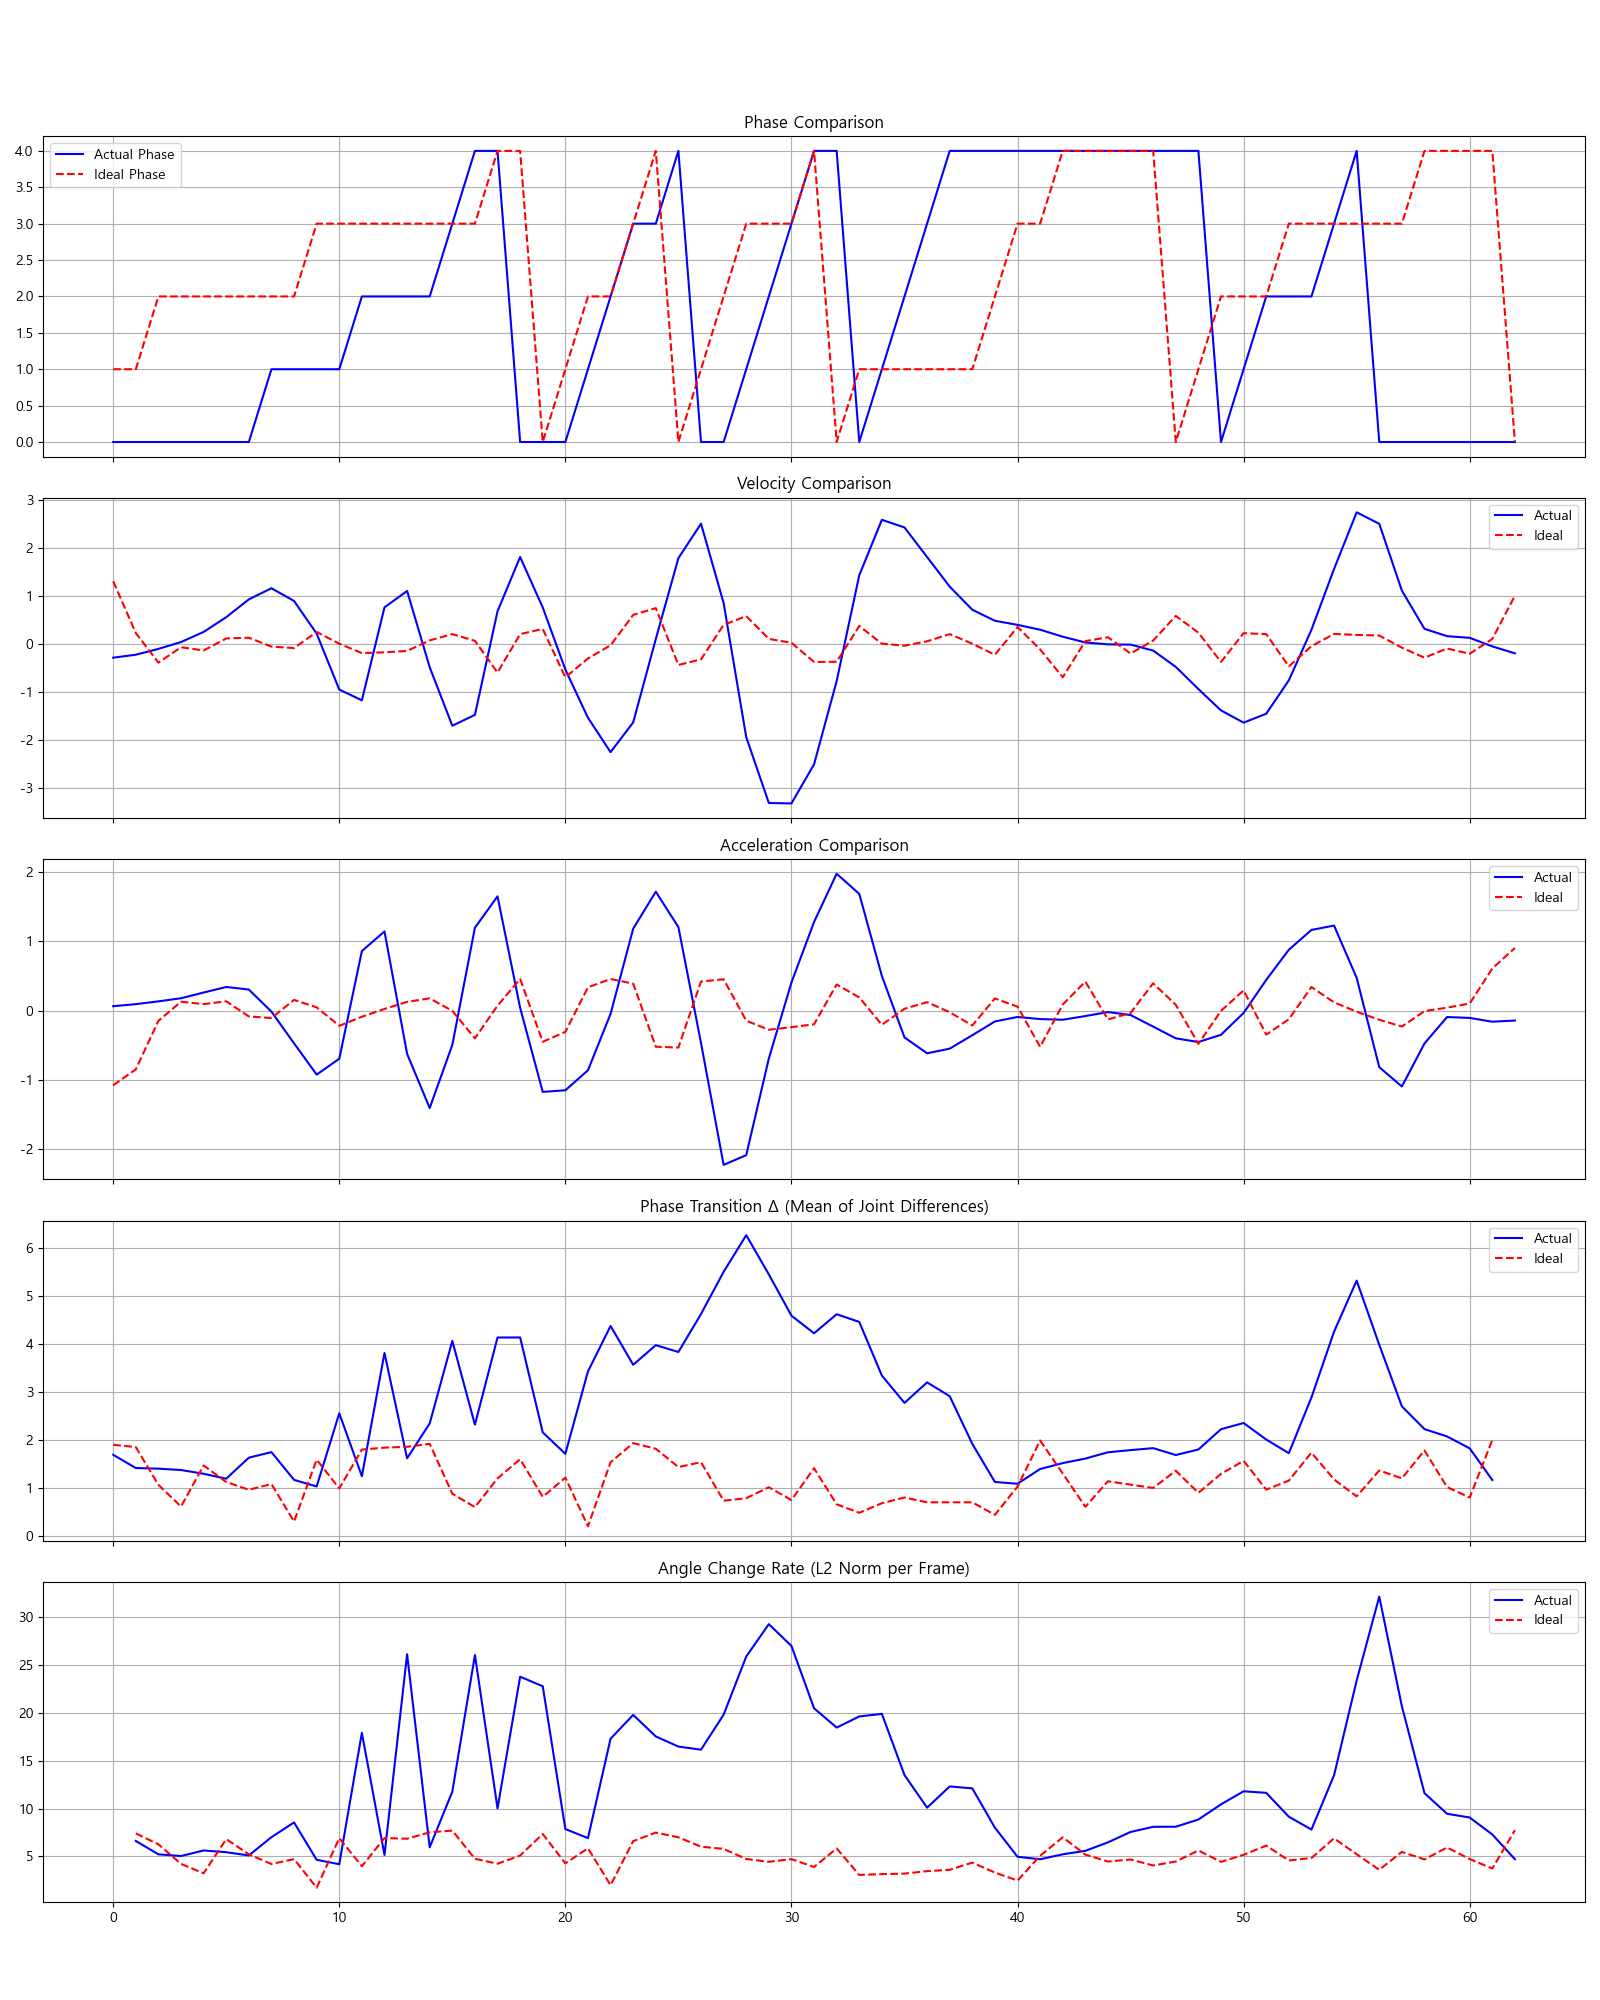 Phase Comparison
4.0
3.5
3.0
2.5
2.0
1.5
1.0
0.5
0.0
Actual Phase
Ideal Phase
Velocity Comparison
3
2
1
0
-1
-2
-3
Actual
Ideal
Acceleration Comparison
2
1
0
-1
-2
Actual
Ideal
Phase Transition Δ (Mean of Joint Differences)
6
5
4
3
2
1
0
Actual
Ideal
Angle Change Rate (L2 Norm per Frame)
30
25
20
15
10
5
Actual
Ideal
0 10 20 30 40 50 60